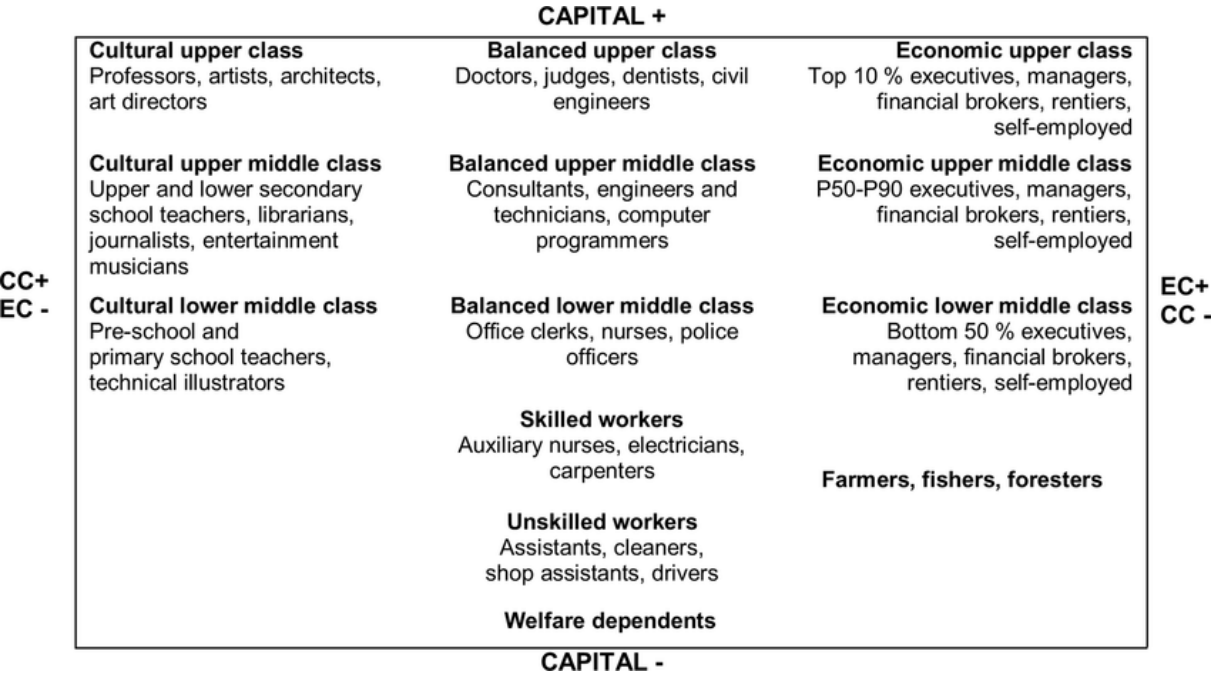 CAPITAL +
Cultural upper class
Professors, artists, architects,
art directors
Balanced upper class
Doctors, judges, dentists, civil
engineers
Economic upper class
Top 10 % executives, managers,
financial brokers, rentiers,
self-employed
Cultural upper middle class
Upper and lower secondary
school teachers, librarians,
journalists, entertainment
musicians
Balanced upper middle class
Consultants, engineers and
technicians, computer
programmers
Economic upper middle class
P50-P90 executives, managers,
financial brokers, rentiers,
self-employed
CC+
EC -
EC+
CC -
Cultural lower middle class
Pre-school and
primary school teachers,
technical illustrators
Balanced lower middle class
Office clerks, nurses, police
officers
Economic lower middle class
Bottom 50 % executives,
managers, financial brokers,
rentiers, self-employed
Skilled workers
Auxiliary nurses, electricians,
carpenters
Farmers, fishers, foresters
Unskilled workers
Assistants, cleaners,
shop assistants, drivers
Welfare dependents
CAPITAL -